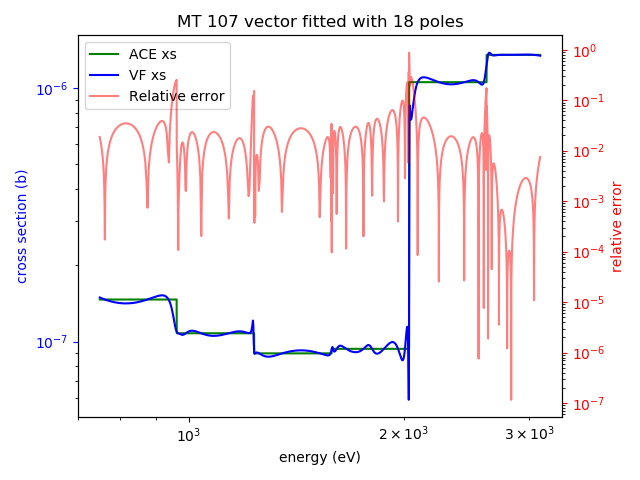 MT 107 vector fitted with 18 poles
ACE xs
VF xs
Relative error
cross section (b)
10⁻⁶
10⁻⁷
10⁰
10⁻¹
10⁻²
10⁻³
10⁻⁴
10⁻⁵
10⁻⁶
10⁻⁷
relative error
10³
2 × 10³
3 × 10³
energy (eV)